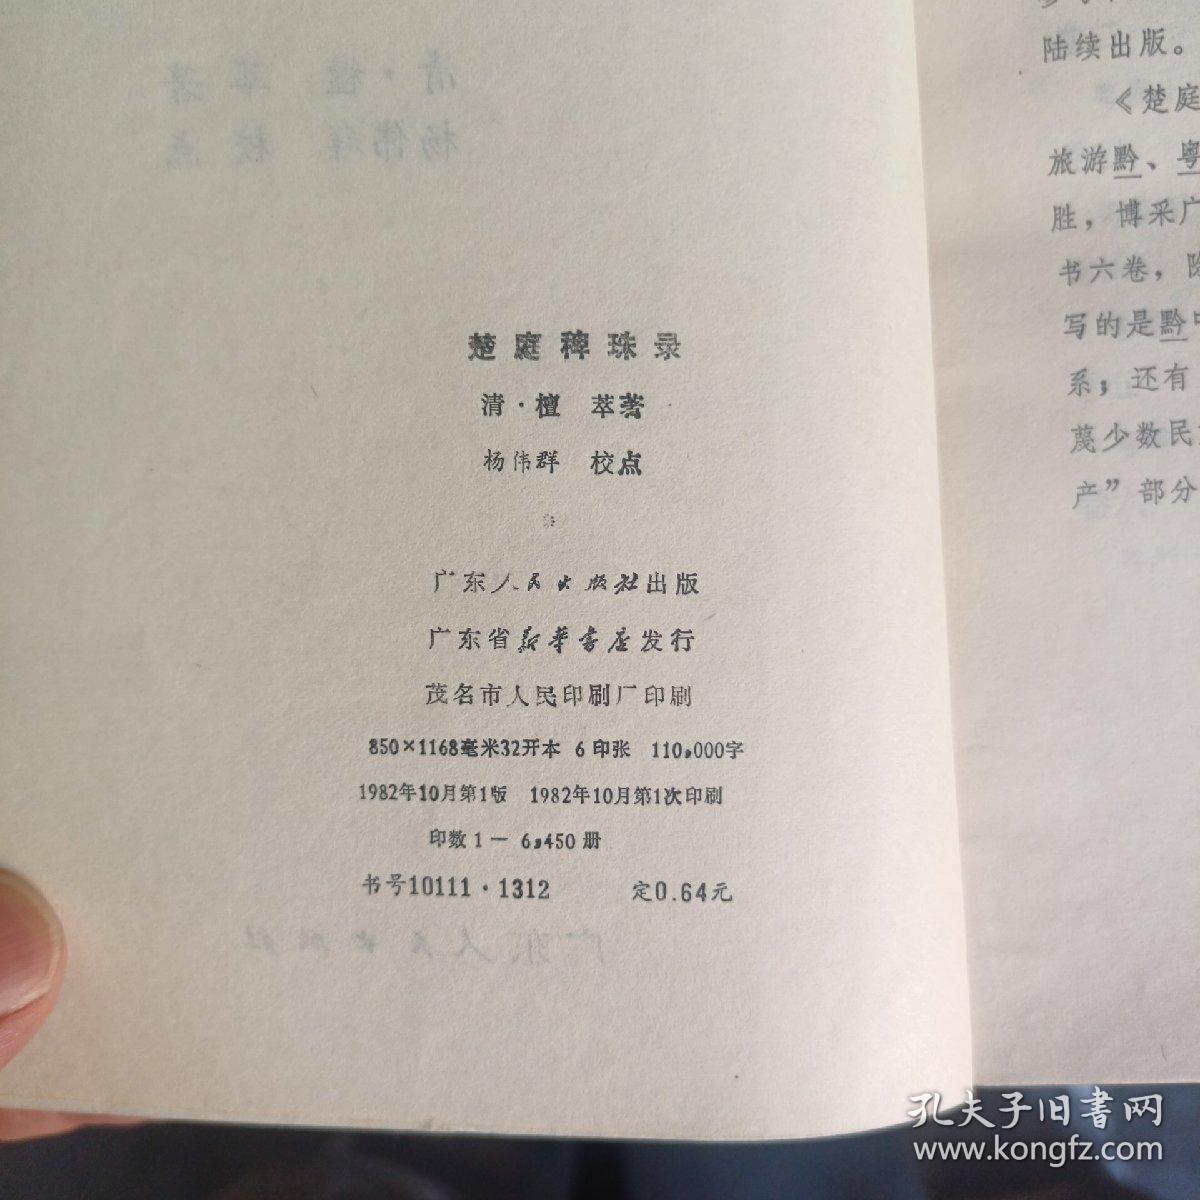 楚庭稗珠录
清·檀 萃著
杨伟群 校点
广东人民出版社出版
广东省新华书店发行
茂名市人民印刷厂印刷
850×1168毫米32开本 6印张 110,000字
1982年10月第1版 1982年10月第1次印刷
印数1—6,450册
书号10111·1312 定0.64元
陆续出版。
《楚庭
旅游黔、粤
胜，博采广
书六卷，除
写的是黔中
系；还有
蔑少数民
产”部分
孔夫子旧书网
www.kongfz.com